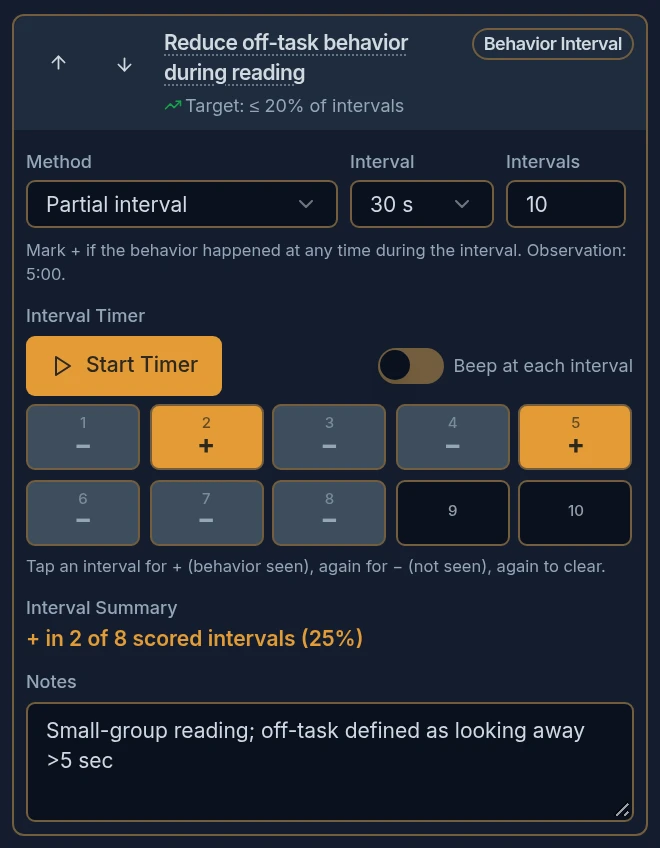 Reduce off-task behavior
during reading
Behavior Interval
Target: ≤ 20% of intervals
Method
Interval
Intervals
Partial interval
30 s
10
Mark + if the behavior happened at any time during the interval. Observation:
5:00.
Interval Timer
Start Timer
Beep at each interval
1 2 3 4 5
– + – – +
6 7 8 9 10
– – –
Tap an interval for + (behavior seen), again for – (not seen), again to clear.
Interval Summary
+ in 2 of 8 scored intervals (25%)
Notes
Small-group reading; off-task defined as looking away
>5 sec